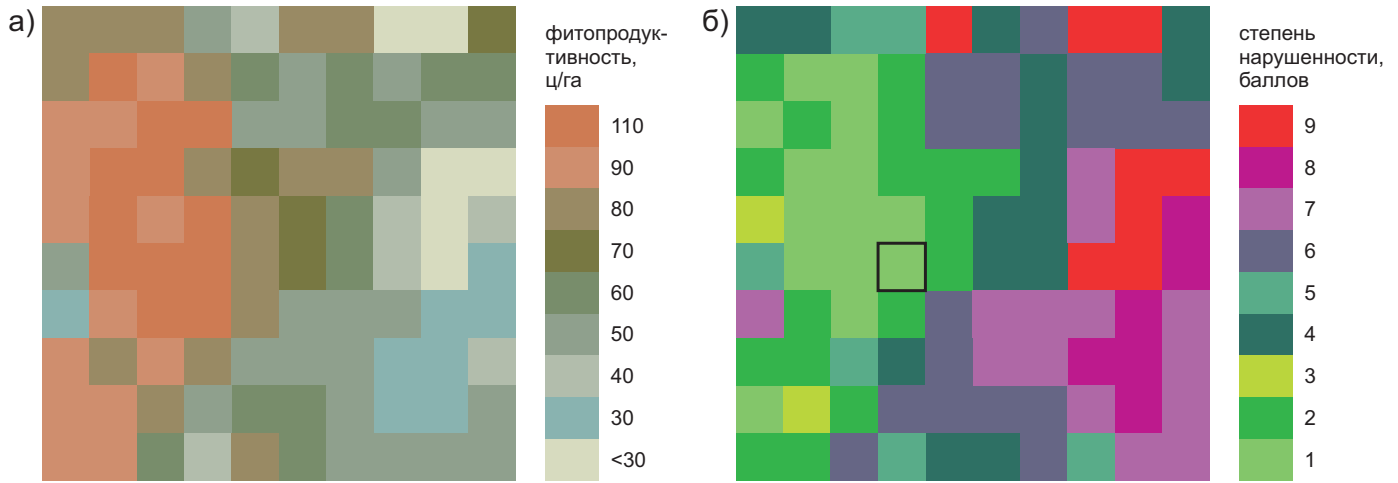 а)
фитопродук-
тивность,
ц/га
110
90
80
70
60
50
40
30
<30
б)
степень
нарушенности,
баллов
9
8
7
6
5
4
3
2
1